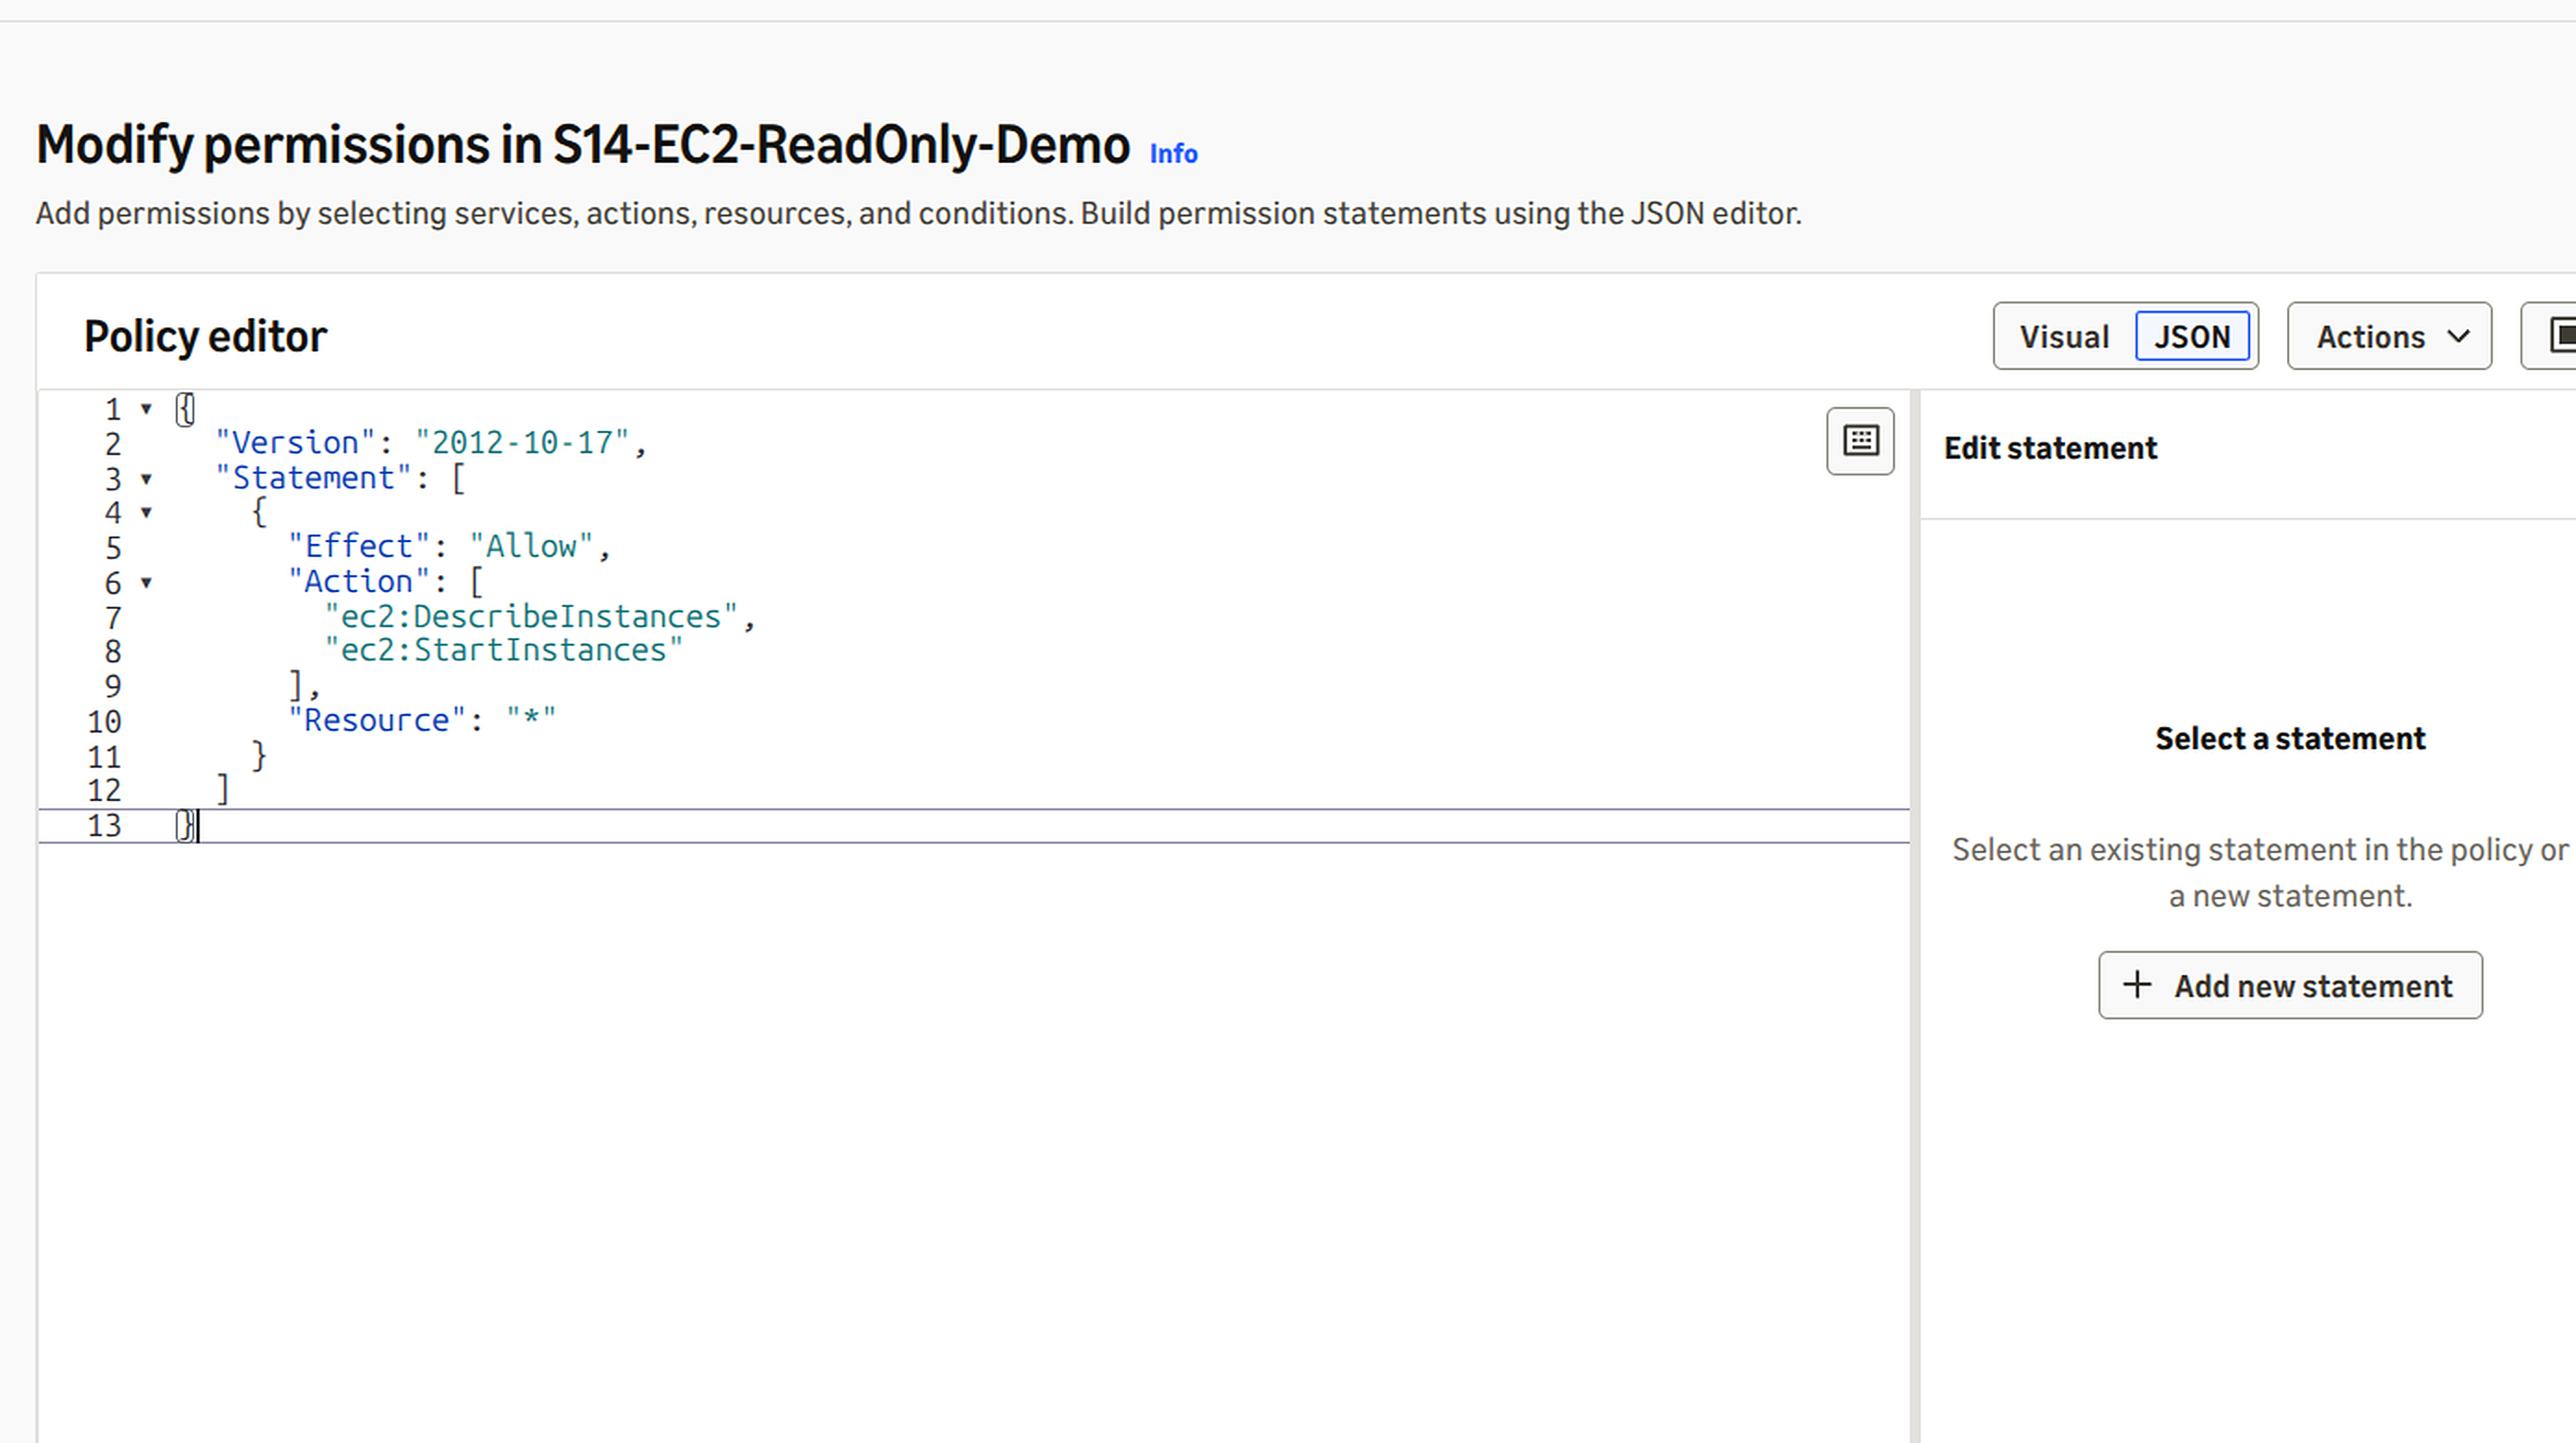 Modify permissions in S14-EC2-ReadOnly-Demo Info
Add permissions by selecting services, actions, resources, and conditions. Build permission statements using the JSON editor.
Policy editor
Visual JSON Actions
1 {
2 "Version": "2012-10-17",
3 "Statement": [
4 {
5 "Effect": "Allow",
6 "Action": [
7 "ec2:DescribeInstances",
8 "ec2:StartInstances"
9 ],
10 "Resource": "*"
11 }
12 ]
13 }
Edit statement
Select a statement
Select an existing statement in the policy or
a new statement.
+ Add new statement